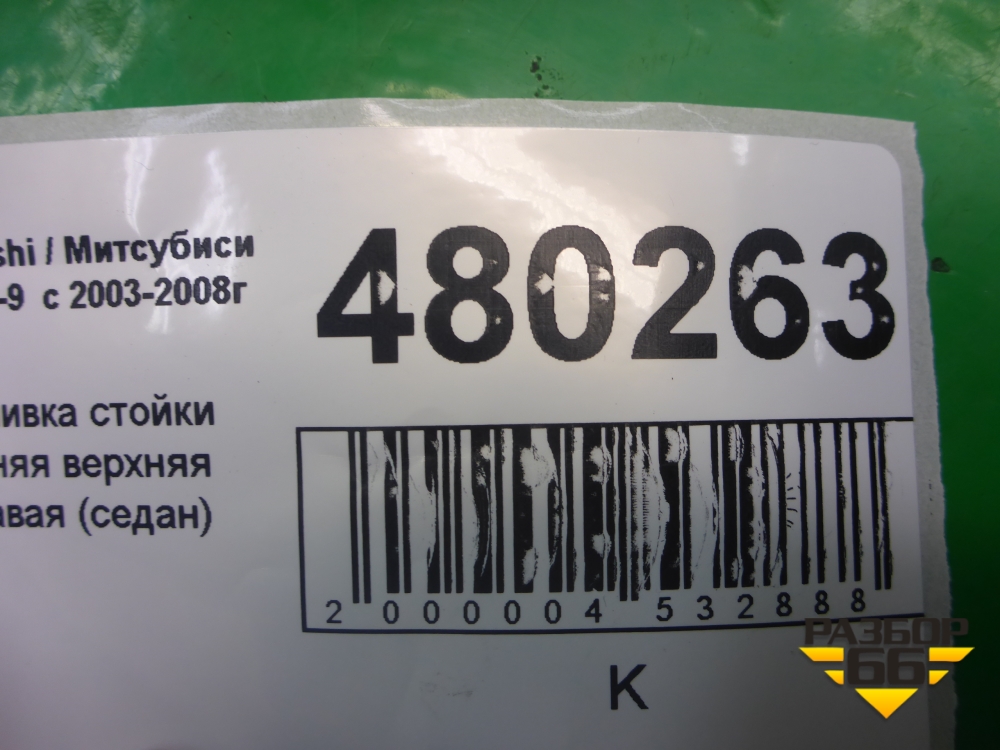 shi / Митсубиси
-9 с 2003-2008г
480263
ивка стойки
няя верхняя
авая (седан)
2 000004 532888
К
РАЗБОР
66